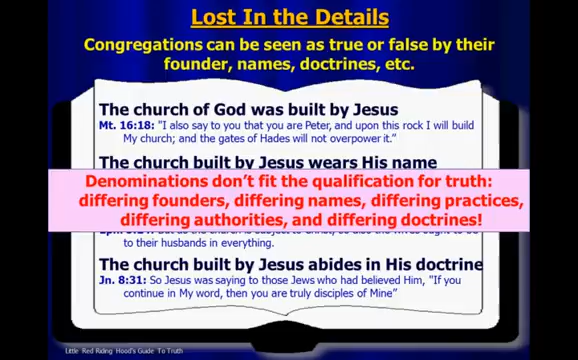 Lost In the Details
Congregations can be seen as true or false by their
founder, names, doctrines, etc.
The church of God was built by Jesus
Mt. 16:18: "I also say to you that you are Peter, and upon this rock I will build
My church; and the gates of Hades will not overpower it."
The church built by Jesus wears His name
Denominations don't fit the qualification for truth:
differing founders, differing names, differing practices,
differing authorities, and differing doctrines!
to their husbands in everything.
The church built by Jesus abides in His doctrine
Jn. 8:31: So Jesus was saying to those Jews who had believed Him, "If you
continue in My word, then you are truly disciples of Mine"
Little Red Riding Hood's Guide To Truth